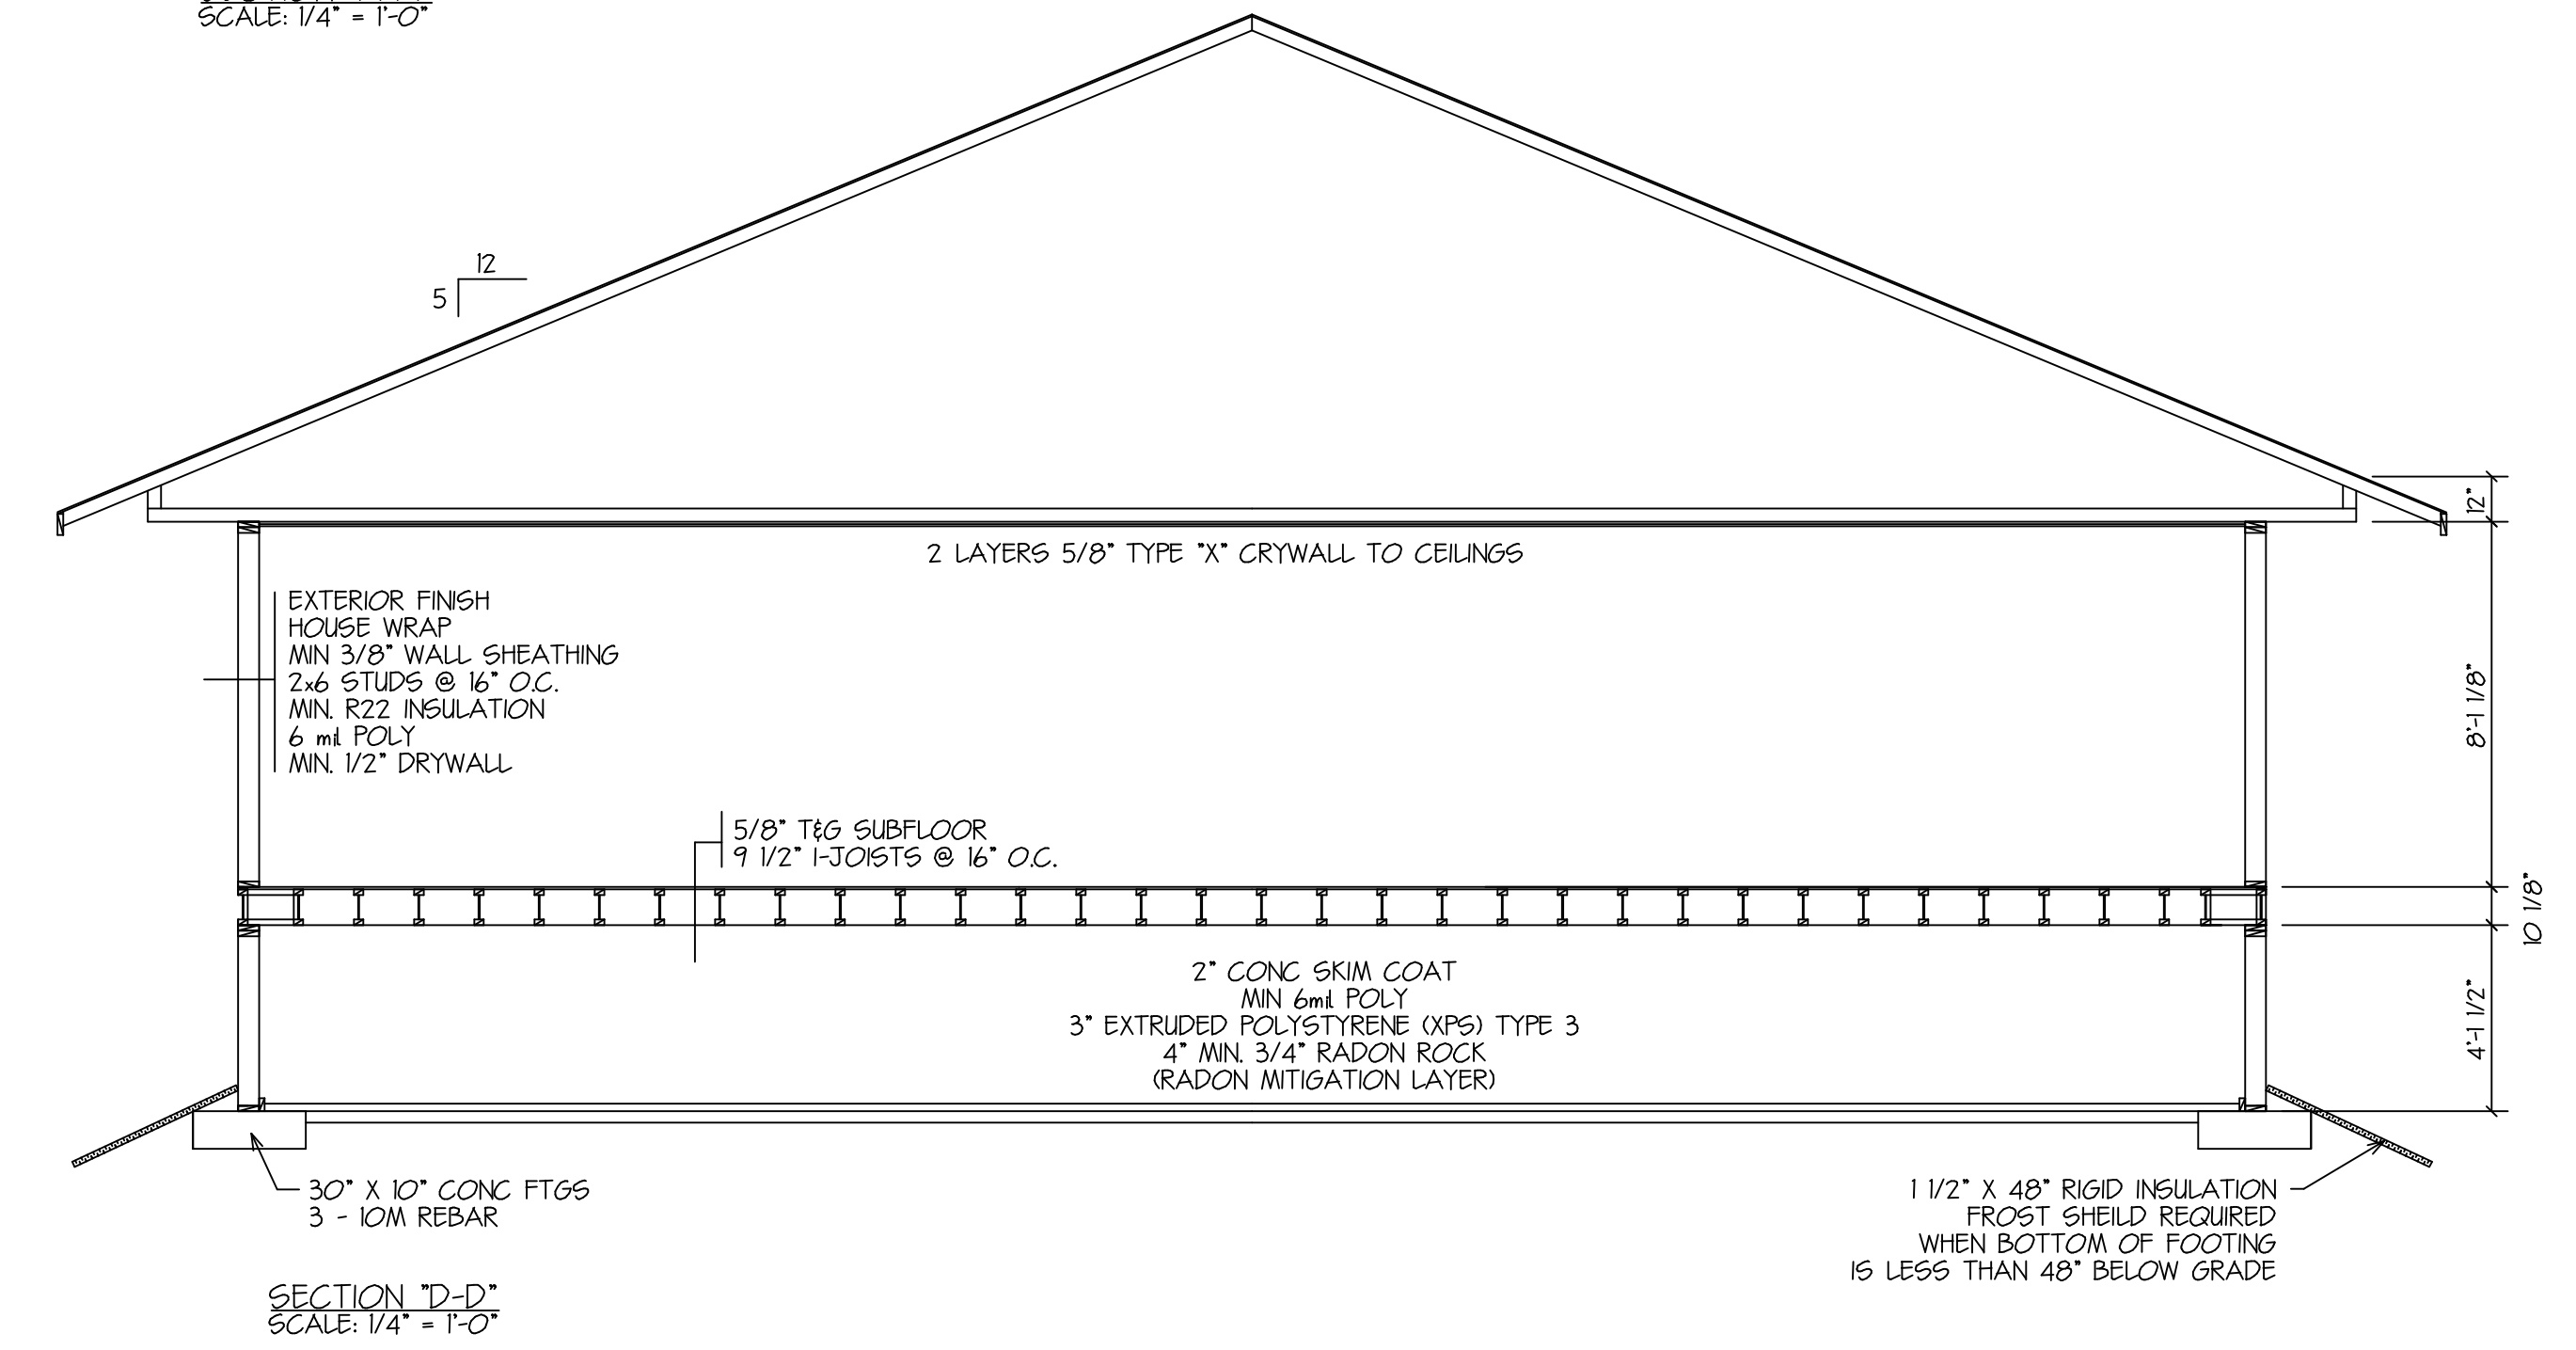 SCALE: 1/4" = 1'-0"
12
5
12"
2 LAYERS 5/8" TYPE "X" CRYWALL TO CEILINGS
EXTERIOR FINISH
HOUSE WRAP
MIN 3/8" WALL SHEATHING
2x6 STUDS @ 16" O.C.
MIN. R22 INSULATION
6 mil POLY
MIN. 1/2" DRYWALL
8'-1 1/8"
5/8" T&G SUBFLOOR
9 1/2" I-JOISTS @ 16" O.C.
10 1/8"
2" CONC SKIM COAT
MIN 6mil POLY
3" EXTRUDED POLYSTYRENE (XPS) TYPE 3
4" MIN. 3/4" RADON ROCK
(RADON MITIGATION LAYER)
4'-1 1/2"
30" X 10" CONC FTGS
3 - 10M REBAR
1 1/2" X 48" RIGID INSULATION
FROST SHEILD REQUIRED
WHEN BOTTOM OF FOOTING
IS LESS THAN 48" BELOW GRADE
SECTION "D-D"
SCALE: 1/4" = 1'-0"